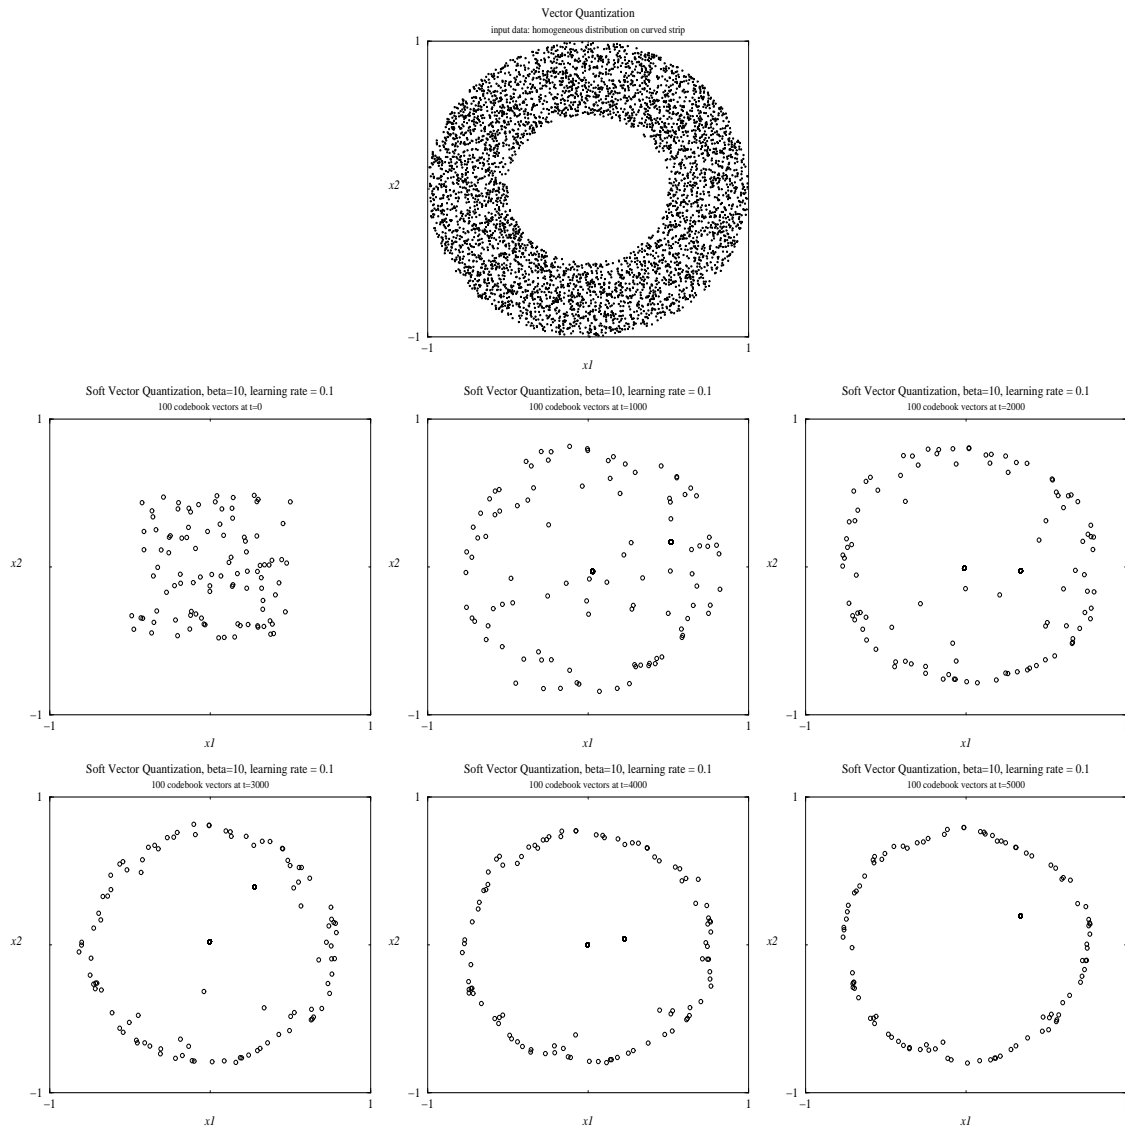 Vector Quantization
input data: homogeneous distribution on curved strip
1
x2
−1
−1
1
x1
Soft Vector Quantization, beta=10, learning rate = 0.1
100 codebook vectors at t=0
1
x2
−1
−1
1
x1
Soft Vector Quantization, beta=10, learning rate = 0.1
100 codebook vectors at t=1000
1
−1
−1
1
x1
Soft Vector Quantization, beta=10, learning rate = 0.1
100 codebook vectors at t=2000
1
x2
−1
−1
x1
Soft Vector Quantization, beta=10, learning rate = 0.1
100 codebook vectors at t=3000
1
x2
−1
−1
1
x1
Soft Vector Quantization, beta=10, learning rate = 0.1
100 codebook vectors at t=4000
1
x2
−1
−1
1
x1
Soft Vector Quantization, beta=10, learning rate = 0.1
100 codebook vectors at t=5000
1
x2
−1
−1
x1